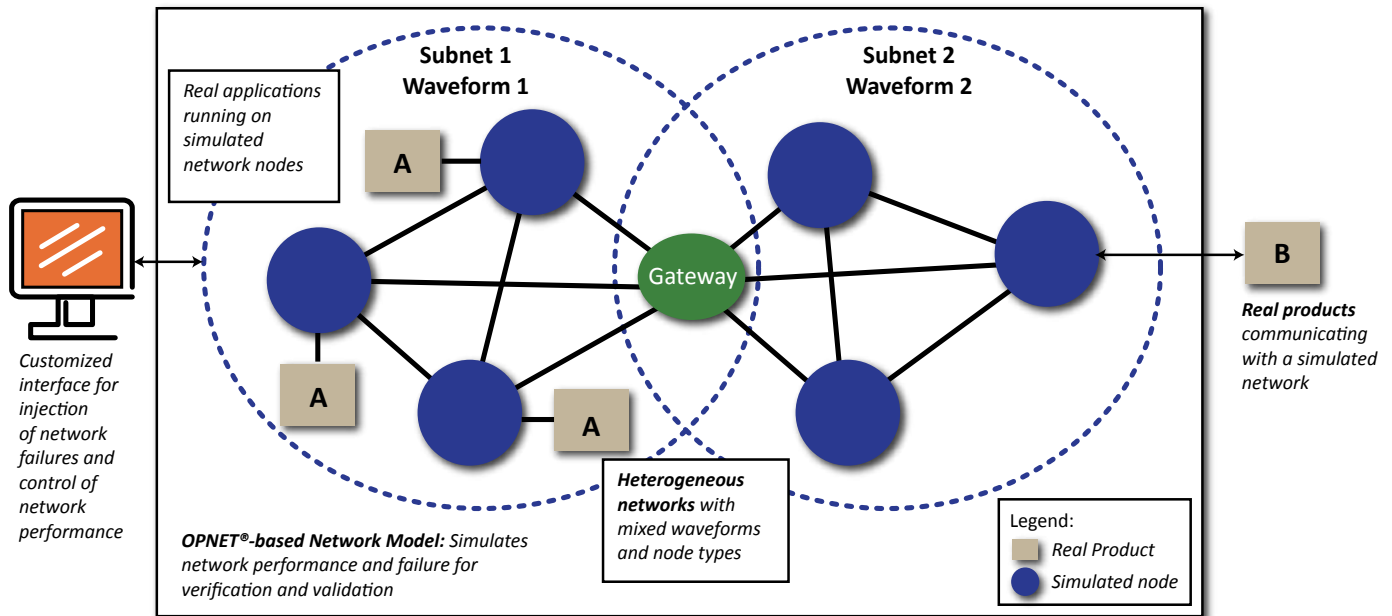 Subnet 1
Waveform 1
Subnet 2
Waveform 2
Real applications
running on
simulated
network nodes
A
A
A
Gateway
B
Customized
interface for
injection
of network
failures and
control of
network
performance
Real products
communicating
with a simulated
network
Heterogeneous
networks with
mixed waveforms
and node types
OPNET®-based Network Model: Simulates
network performance and failure for
verification and validation
Legend:
Real Product
Simulated node